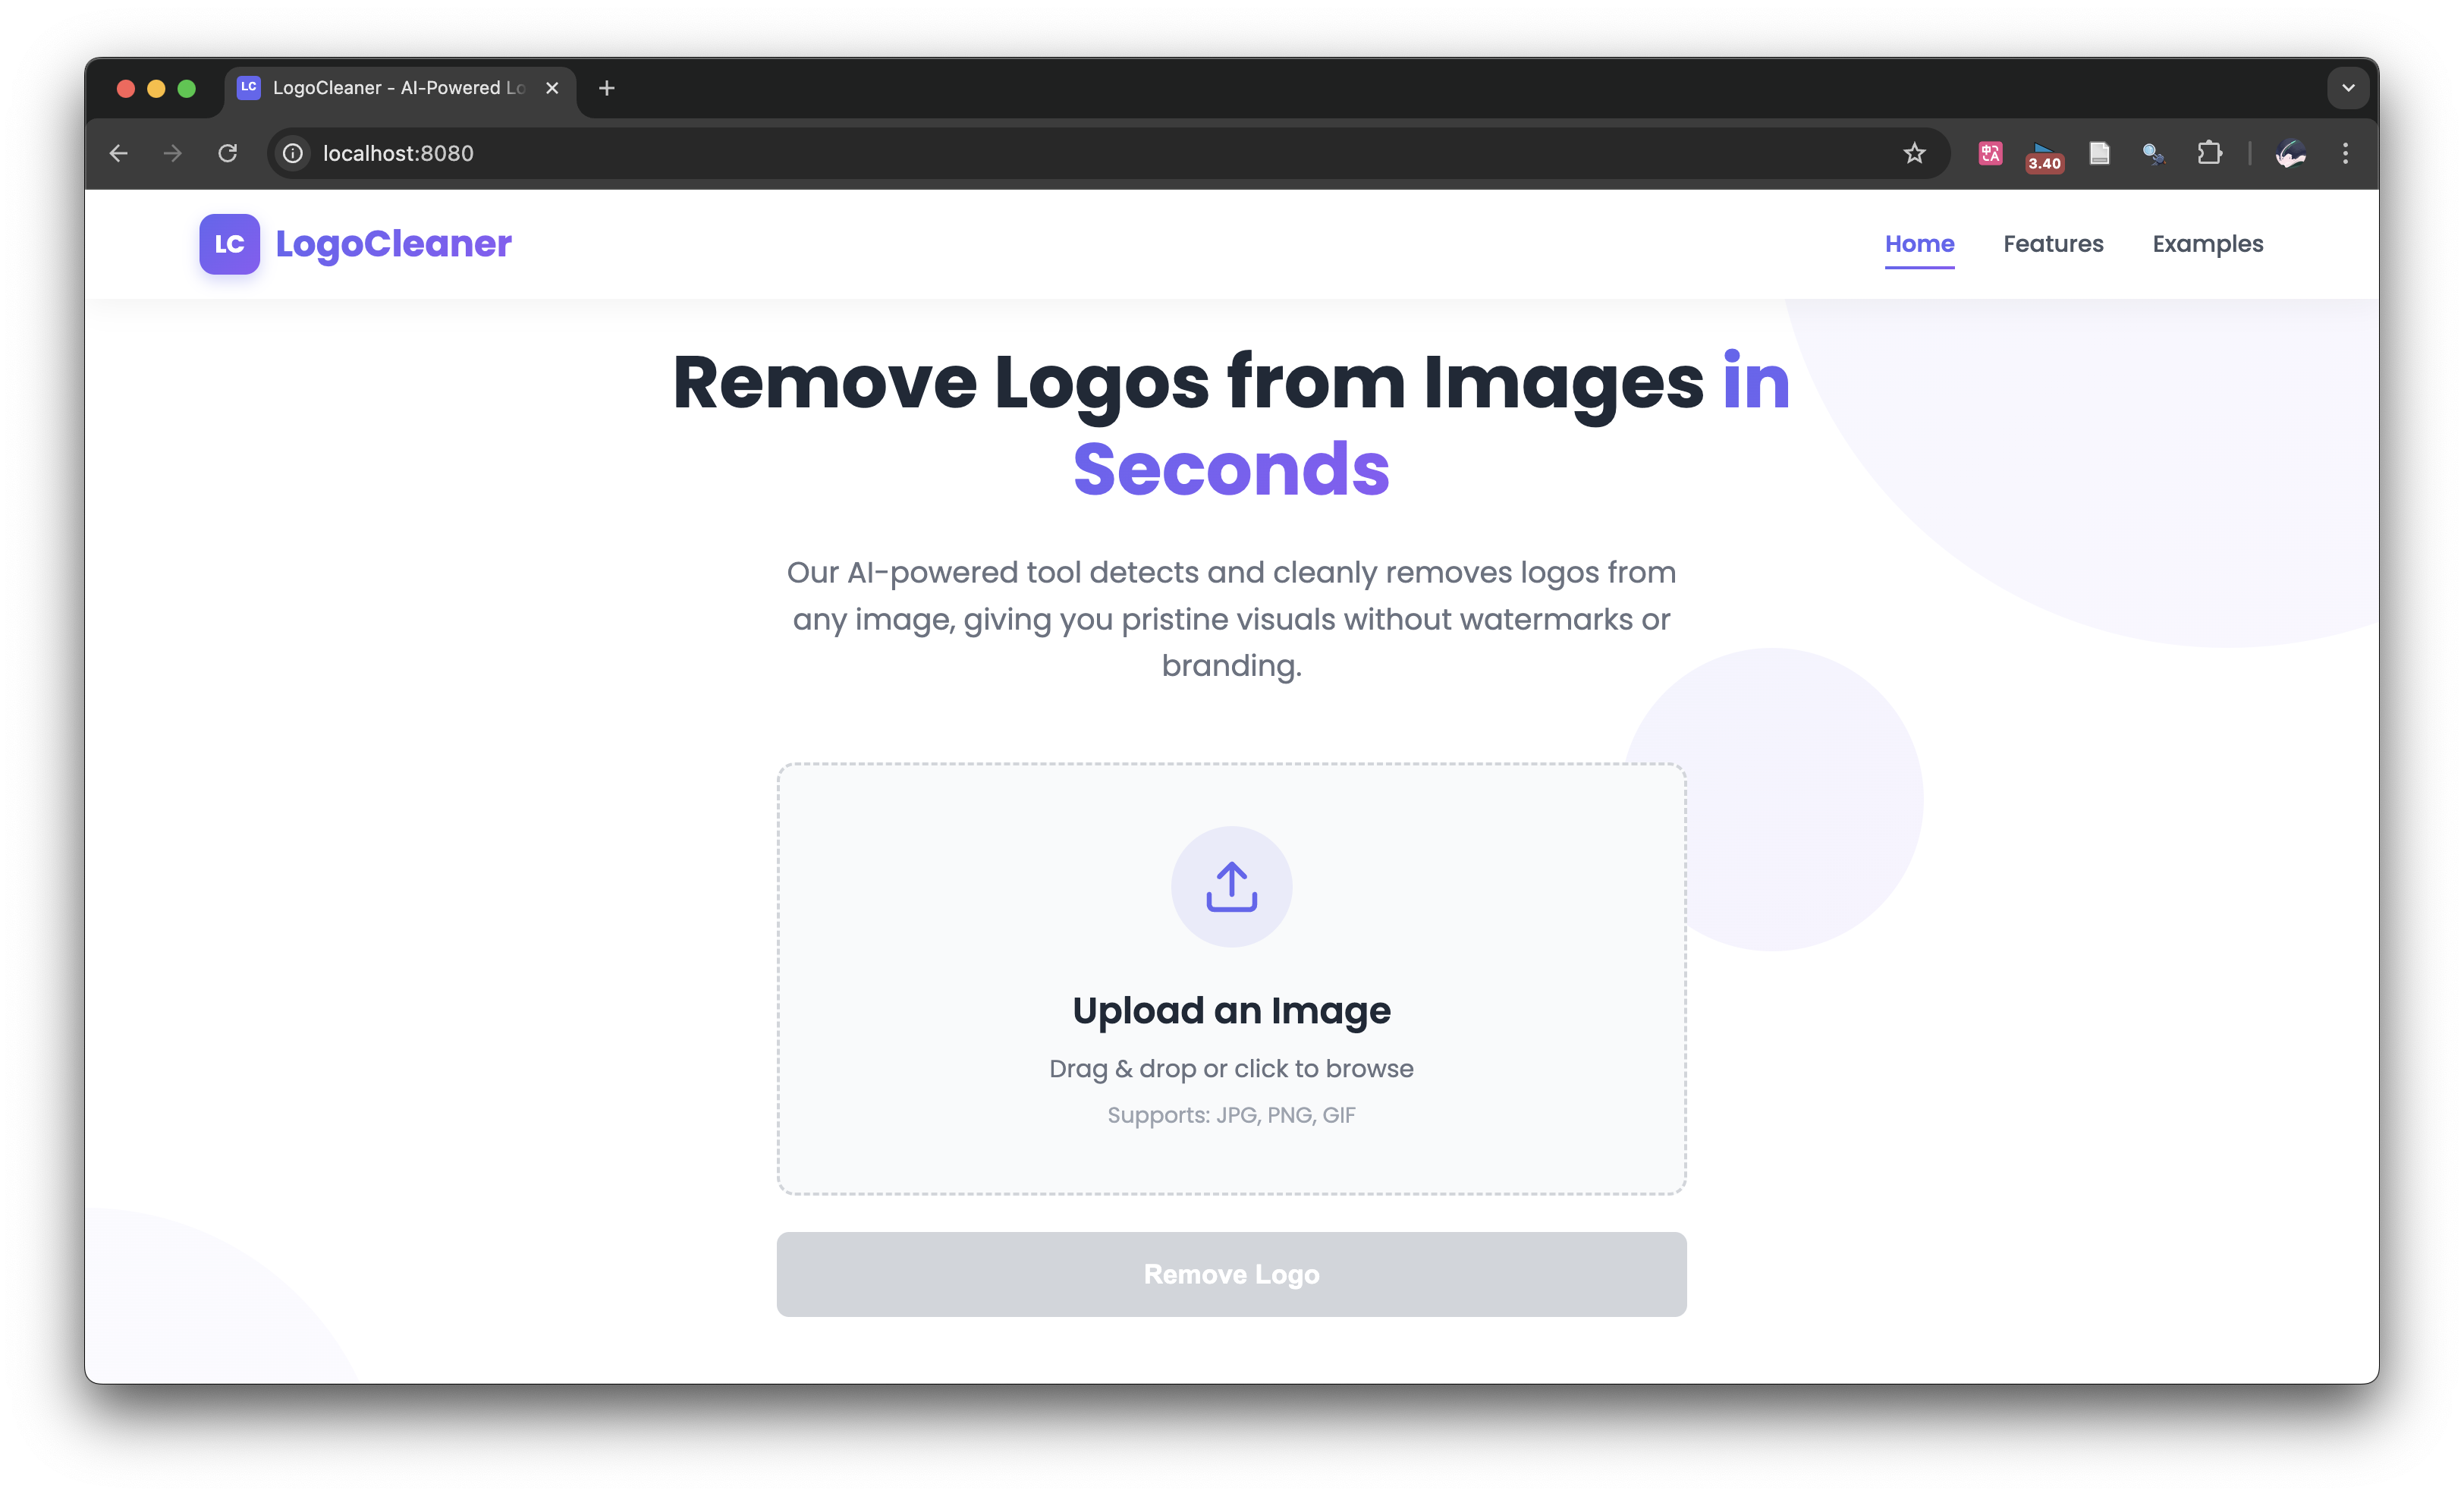 LC LogoCleaner - AI-Powered Lo
localhost:8080
3.40
LC LogoCleaner
Home Features Examples
Remove Logos from Images in
Seconds
Our AI-powered tool detects and cleanly removes logos from
any image, giving you pristine visuals without watermarks or
branding.
Upload an Image
Drag & drop or click to browse
Supports: JPG, PNG, GIF
Remove Logo